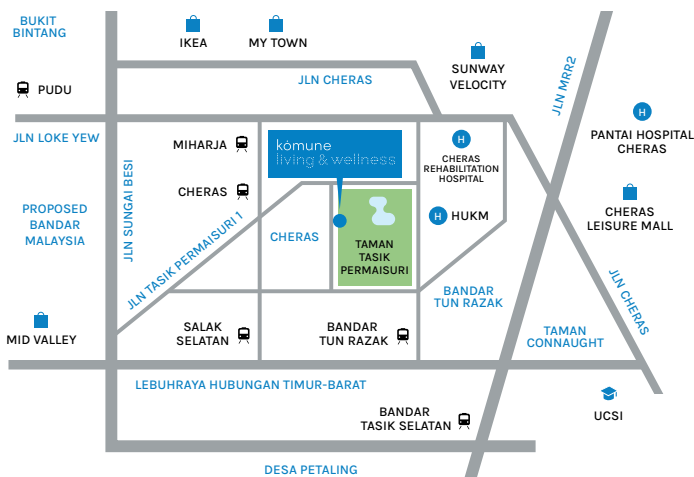 BUKIT
BINTANG
IKEA
MY TOWN
JLN CHERAS
SUNWAY
VELOCITY
JLN MRR2
PUDU
PANTAI HOSPITAL
CHERAS
JLN LOKE YEW
MIHARJA
kömune
living & wellness
H
H
CHERAS
REHABILITATION
HOSPITAL
JLN SUNGAI BESI
CHERAS
PROPOSED
BANDAR
MALAYSIA
JLN TASIK PERMAISURI 1
CHERAS
TAMAN
TASIK
PERMAISURI
H
HUKM
CHERAS
LEISURE MALL
BANDAR
TUN RAZAK
JLN CHERAS
MID VALLEY
SALAK
SELATAN
BANDAR
TUN RAZAK
TAMAN
CONNAUGHT
LEBUHRAYA HUBUNGAN TIMUR-BARAT
UCSI
BANDAR
TASIK SELATAN
DESA PETALING